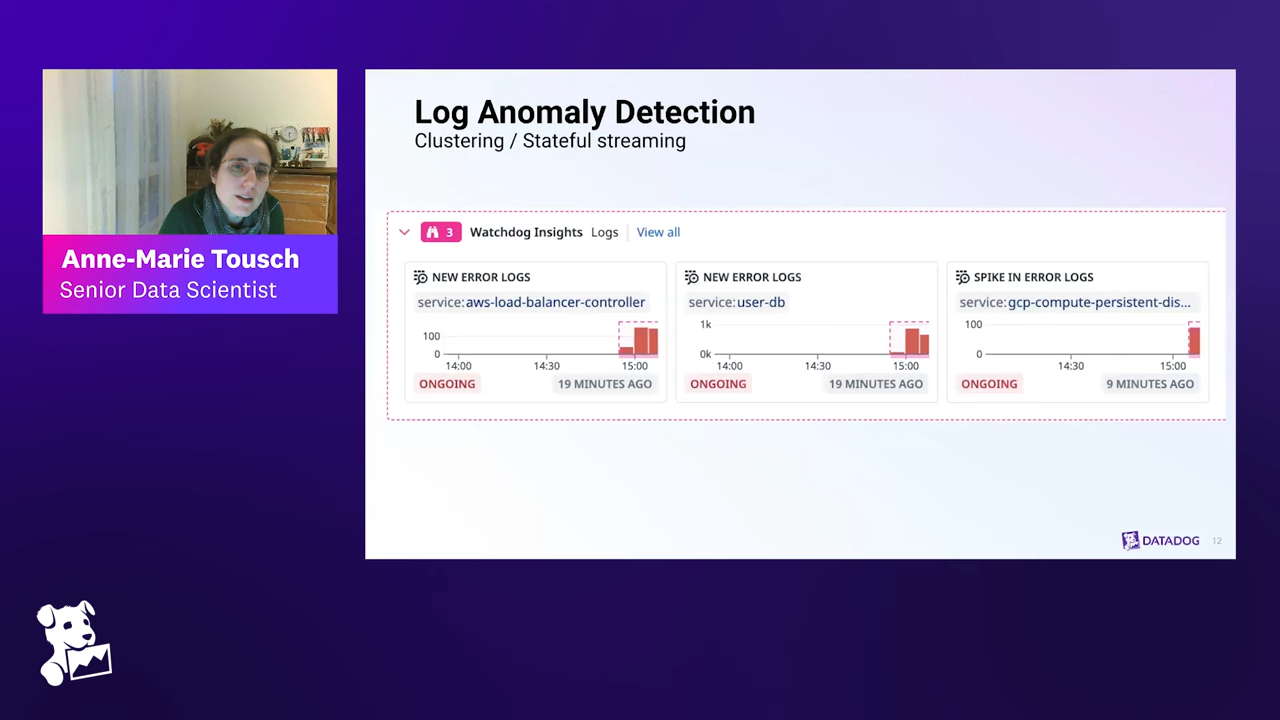 Anne-Marie Tousch
Senior Data Scientist
Log Anomaly Detection
Clustering / Stateful streaming
3 Watchdog Insights Logs View all
NEW ERROR LOGS
service:aws-load-balancer-controller
100
0
14:00 14:30 15:00
ONGOING 19 MINUTES AGO
NEW ERROR LOGS
service:user-db
1k
0k
14:00 14:30 15:00
ONGOING 19 MINUTES AGO
SPIKE IN ERROR LOGS
service:gcp-compute-persistent-dis...
100
0
14:30 15:00
ONGOING 9 MINUTES AGO
DATADOG 12